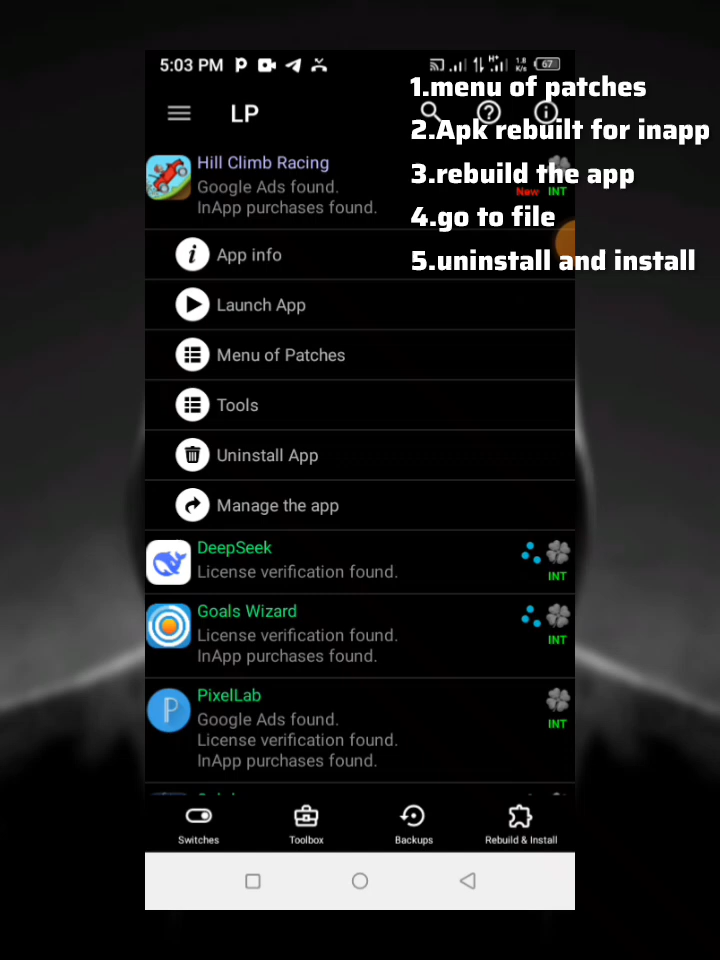 5:03 PM
H+
1.8 K/s
67
LP
1.menu of patches
2.Apk rebuilt for inapp
3.rebuild the app
4.go to file
5.uninstall and install
Hill Climb Racing
Google Ads found.
InApp purchases found.
New INT
App info
Launch App
Menu of Patches
Tools
Uninstall App
Manage the app
DeepSeek
License verification found.
INT
Goals Wizard
License verification found.
InApp purchases found.
INT
PixelLab
Google Ads found.
License verification found.
InApp purchases found.
INT
Switches
Toolbox
Backups
Rebuild & Install